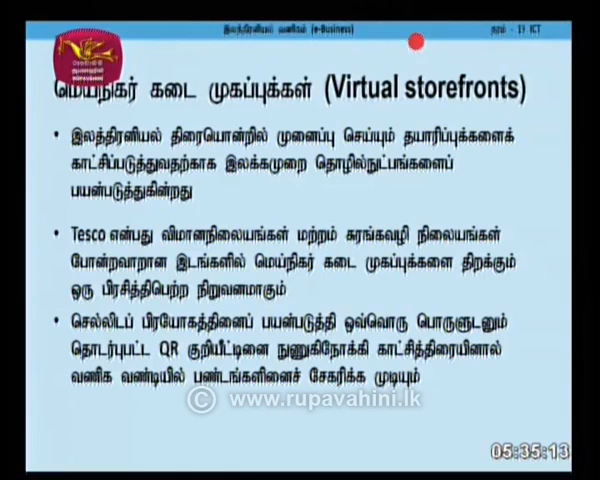 இலத்திரனியல் வணிகம் (e-Business)
தரம் - 13 ICT
மெய்நிகர் கடை முகப்புக்கள் (Virtual storefronts)
• இலத்திரனியல் திரையொன்றில் முனைப்பு செய்யும் தயாரிப்புக்களைக்
காட்சிப்படுத்துவதற்காக இலக்கமுறை தொழில்நுட்பங்களைப்
பயன்படுத்துகின்றது
• Tesco என்பது விமானநிலையங்கள் மற்றம் சுரங்கவழி நிலையங்கள்
போன்றவாறான இடங்களில் மெய்நிகர் கடை முகப்புக்களை திறக்கும்
ஒரு பிரசித்திபெற்ற நிறுவனமாகும்
• செல்லிடப் பிரயோகத்தினைப் பயன்படுத்தி ஒவ்வொரு பொருளுடனும்
தொடர்புபட்ட QR குறியீட்டினை நுணுகிநோக்கி காட்சித்திரையினால்
வணிக வண்டியில் பண்டங்களினைச் சேகரிக்க முடியும்
© www.rupavahini.lk
05:35:13